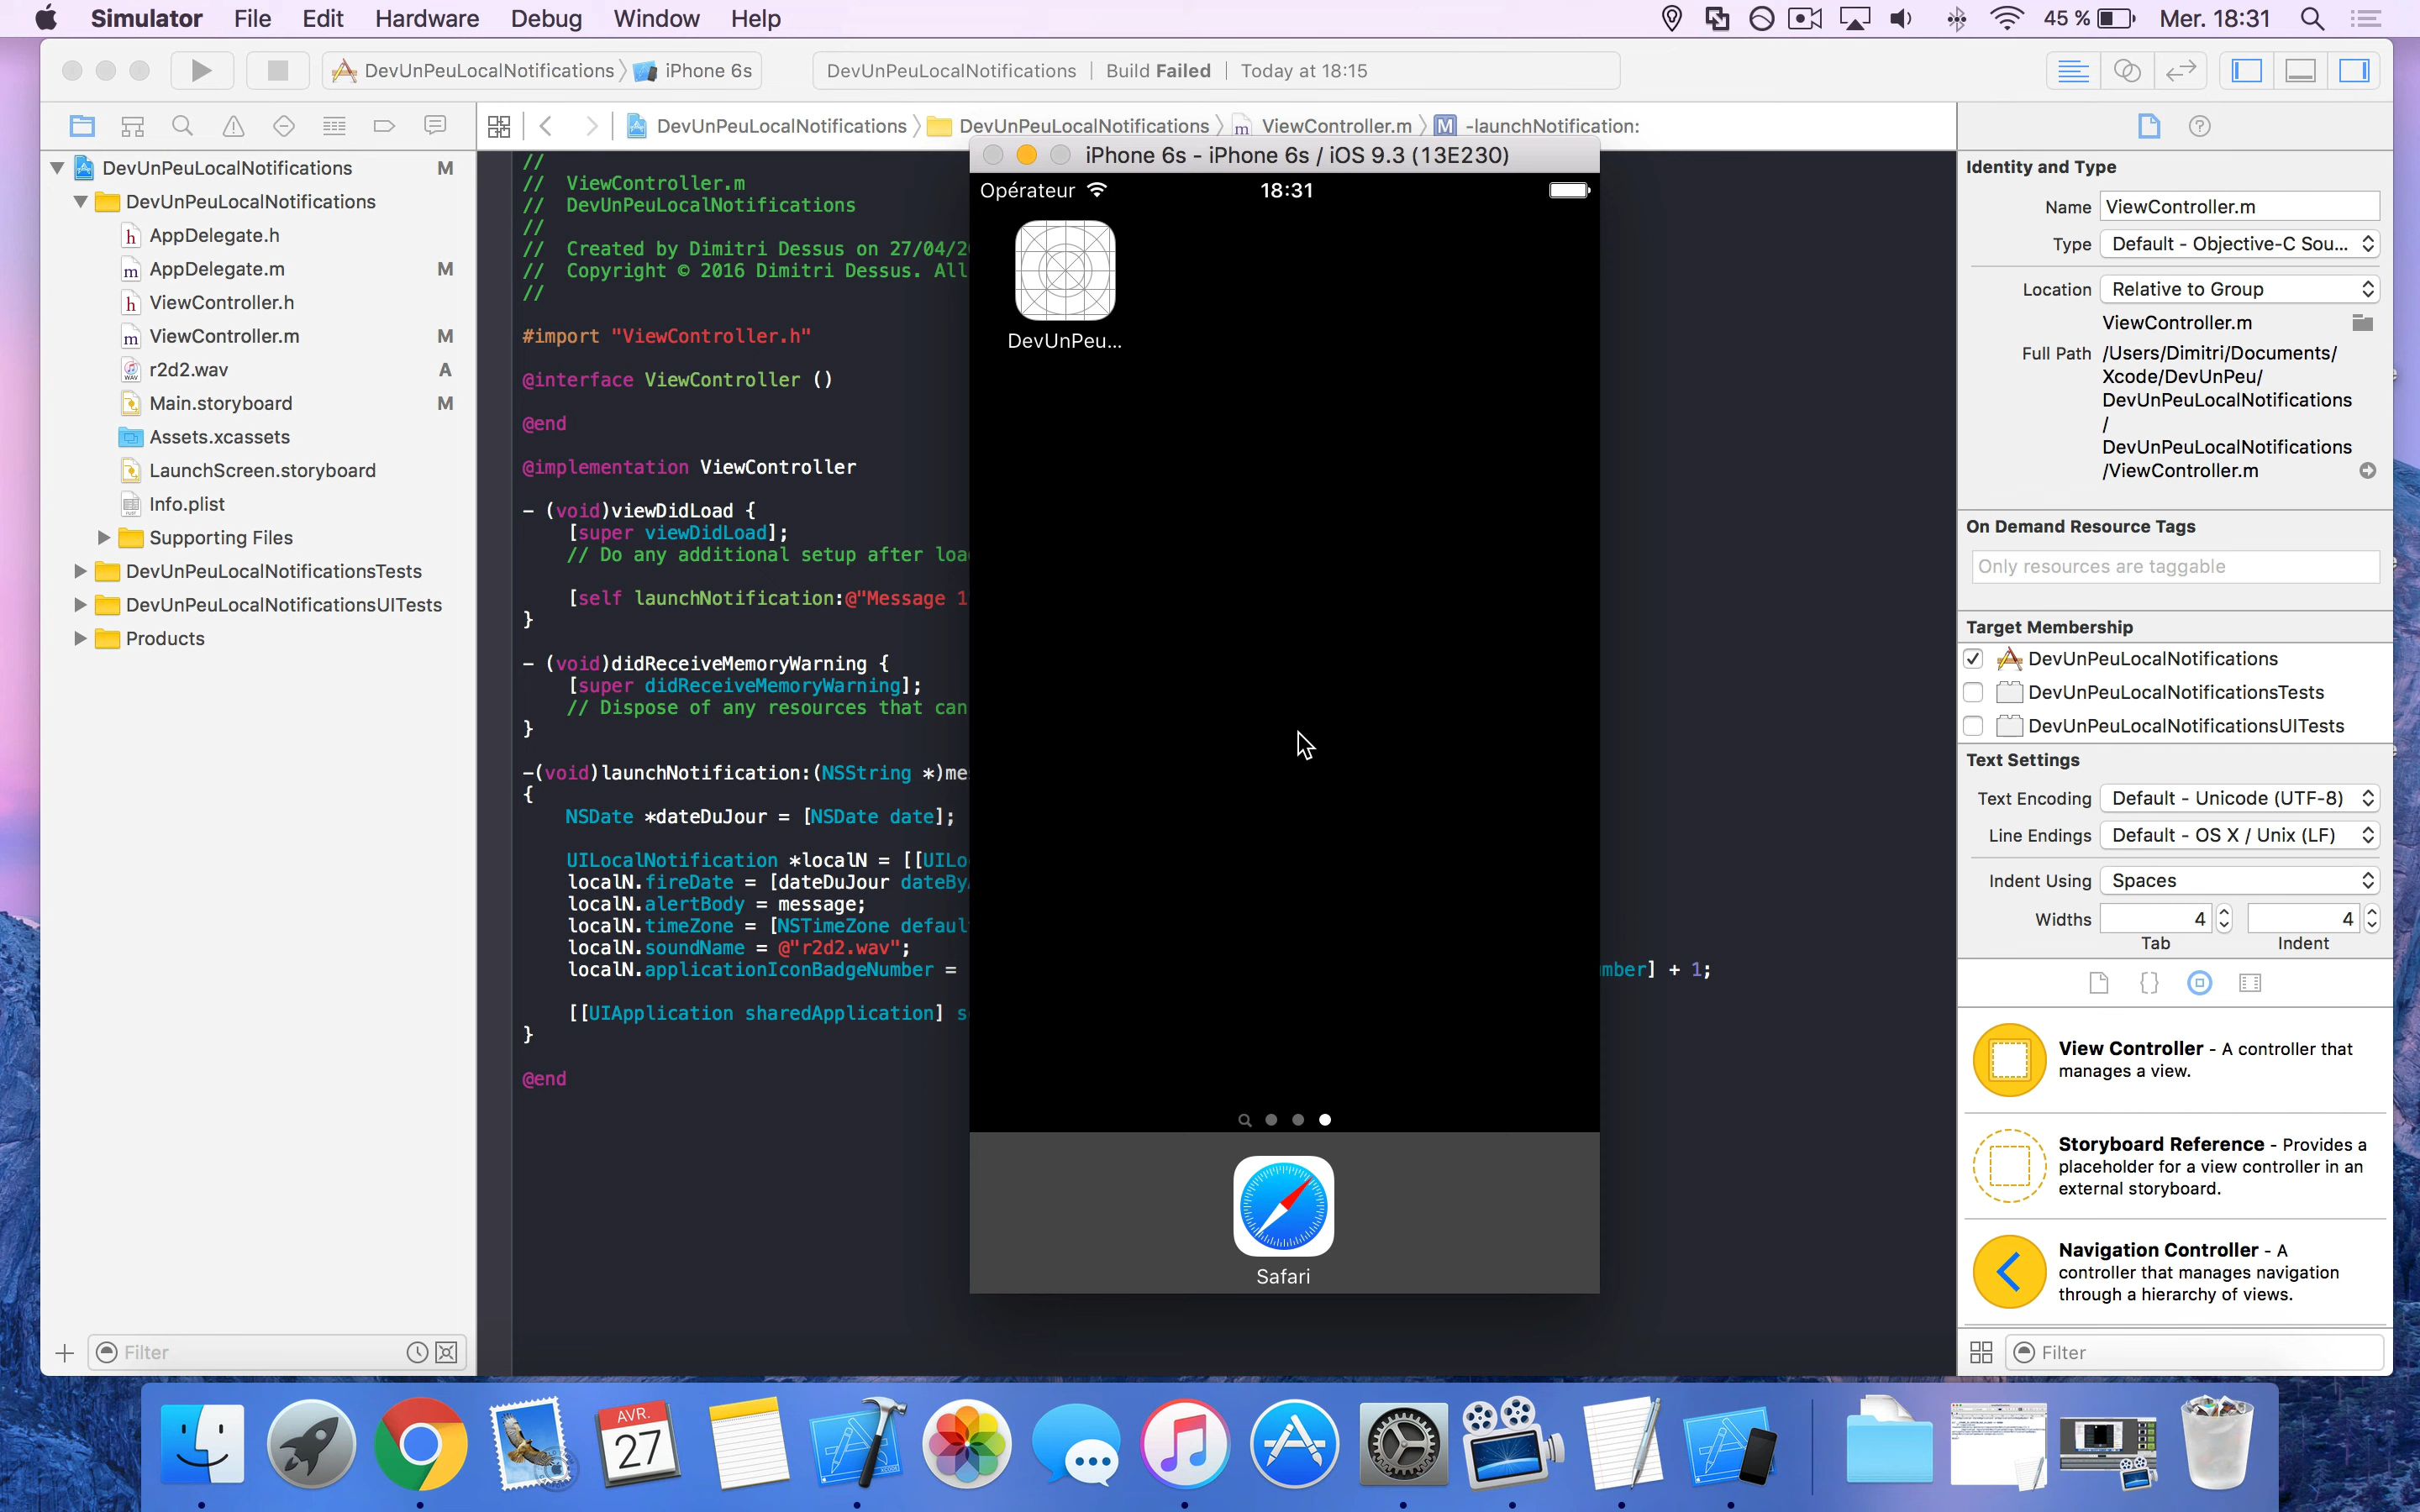 Simulator File Edit Hardware Debug Window Help 45 % Mer. 18:31
DevUnPeuLocalNotifications iPhone 6s DevUnPeuLocalNotifications Build Failed Today at 18:15
DevUnPeuLocalNotifications DevUnPeuLocalNotifications ViewController.m M -launchNotification:
DevUnPeuLocalNotifications M
DevUnPeuLocalNotifications
AppDelegate.h
AppDelegate.m M
ViewController.h
ViewController.m M
r2d2.wav A
Main.storyboard M
Assets.xcassets
LaunchScreen.storyboard
Info.plist
Supporting Files
DevUnPeuLocalNotificationsTests
DevUnPeuLocalNotificationsUITests
Products
Filter
//
// ViewController.m
// DevUnPeuLocalNotifications
//
// Created by Dimitri Dessus on 27/04/2
// Copyright © 2016 Dimitri Dessus. All
//
#import "ViewController.h"
@interface ViewController ()
@end
@implementation ViewController
- (void)viewDidLoad {
[super viewDidLoad];
// Do any additional setup after loa
[self launchNotification:@"Message 1
}
- (void)didReceiveMemoryWarning {
[super didReceiveMemoryWarning];
// Dispose of any resources that can
}
-(void)launchNotification:(NSString *)me
{
NSDate *dateDuJour = [NSDate date];
UILocalNotification *localN = [[UILo
localN.fireDate = [dateDuJour dateBy
localN.alertBody = message;
localN.timeZone = [NSTimeZone defaul
localN.soundName = @"r2d2.wav";
localN.applicationIconBadgeNumber = mber] + 1;
[[UIApplication sharedApplication] s
}
@end
iPhone 6s - iPhone 6s / iOS 9.3 (13E230)
Opérateur 18:31
DevUnPeu...
Safari
Identity and Type
Name ViewController.m
Type Default - Objective-C Sou...
Location Relative to Group
ViewController.m
Full Path /Users/Dimitri/Documents/
Xcode/DevUnPeu/
DevUnPeuLocalNotifications
/
DevUnPeuLocalNotifications
/ViewController.m
On Demand Resource Tags
Only resources are taggable
Target Membership
DevUnPeuLocalNotifications
DevUnPeuLocalNotificationsTests
DevUnPeuLocalNotificationsUITests
Text Settings
Text Encoding Default - Unicode (UTF-8)
Line Endings Default - OS X / Unix (LF)
Indent Using Spaces
Widths 4 4
Tab Indent
View Controller - A controller that
manages a view.
Storyboard Reference - Provides a
placeholder for a view controller in an
external storyboard.
Navigation Controller - A
controller that manages navigation
through a hierarchy of views.
Filter
AVR.
27